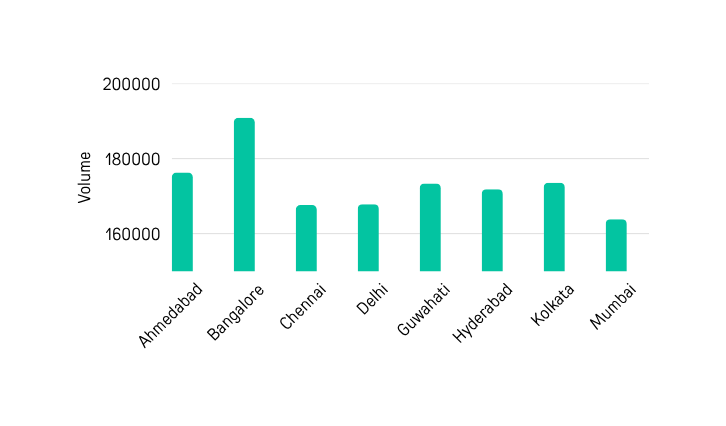 200000
180000
160000
Volume
Ahmedabad
Bangalore
Chennai
Delhi
Guwahati
Hyderabad
Kolkata
Mumbai